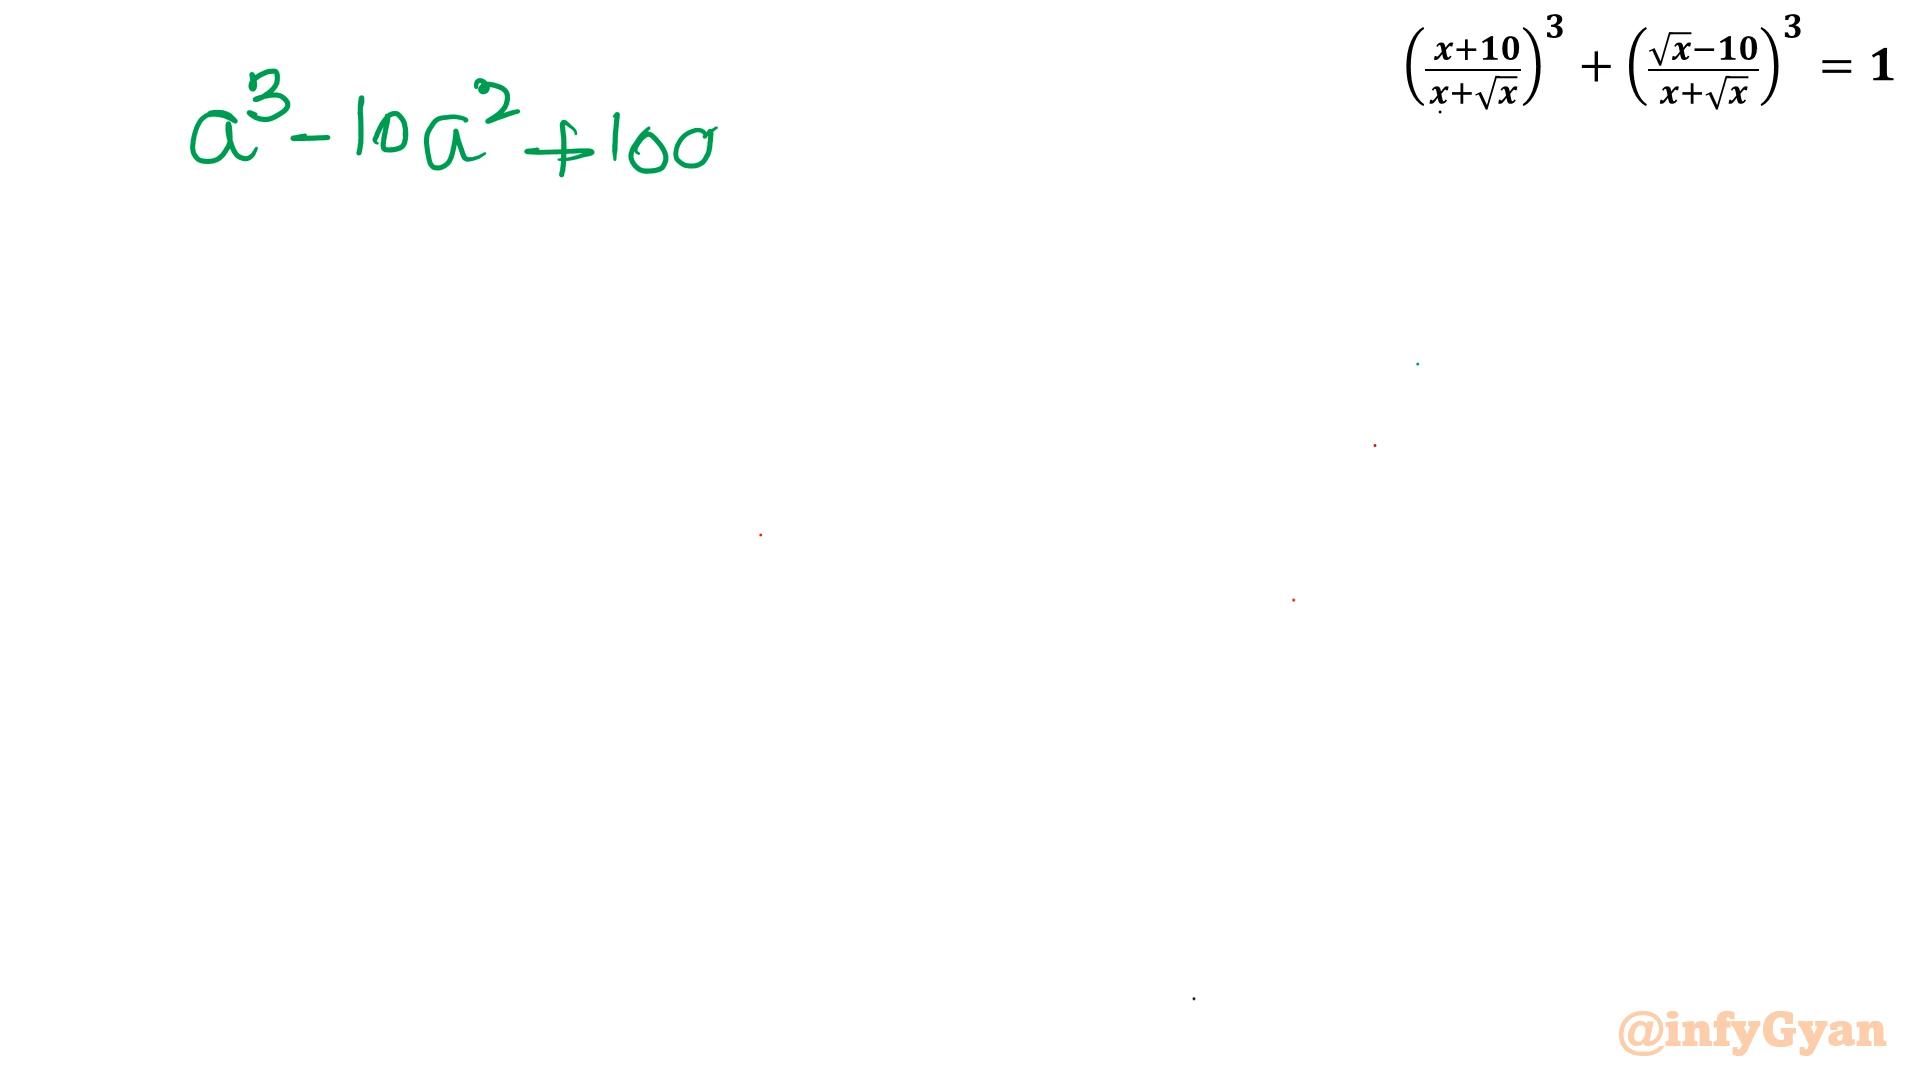 (x+10/x+√x)³ + (√x−10/x+√x)³ = 1
a³ - 10a² + 100
@infyGyan